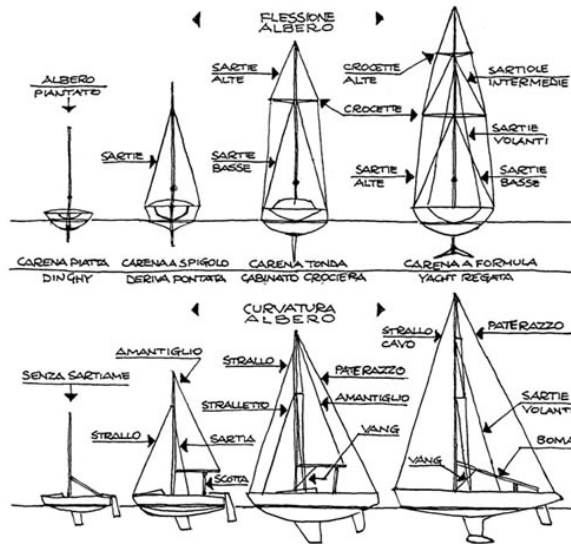 FLESSIONE
ALBERO
ALBERO
PIANTATO
SARTIE
SARTIE
ALTE
SARTIE
BASSE
CROCETTE
ALTE
CROCETTE
SARTIE
ALTE
SARTIOLE
INTERMEDIE
SARTIE
VOLANTI
SARTIE
BASSE
CARENA PIATTA
DINGHY
CARENA A SPIGOLO
DERIVA PONTATA
CARENA TONDA
CABINATO CROCIERA
CARENA A FORMULA
YACHT REGATA
CURVATURA
ALBERO
SENZA SARTIAME
AMANTIGLIO
STRALLO
SARTIA
SCOTTA
STRALLO
STRALLETTO
PATERAZZO
AMANTIGLIO
VANG
STRALLO
CAVO
PATERAZZO
SARTIE
VOLANTI
BOMA
VANG